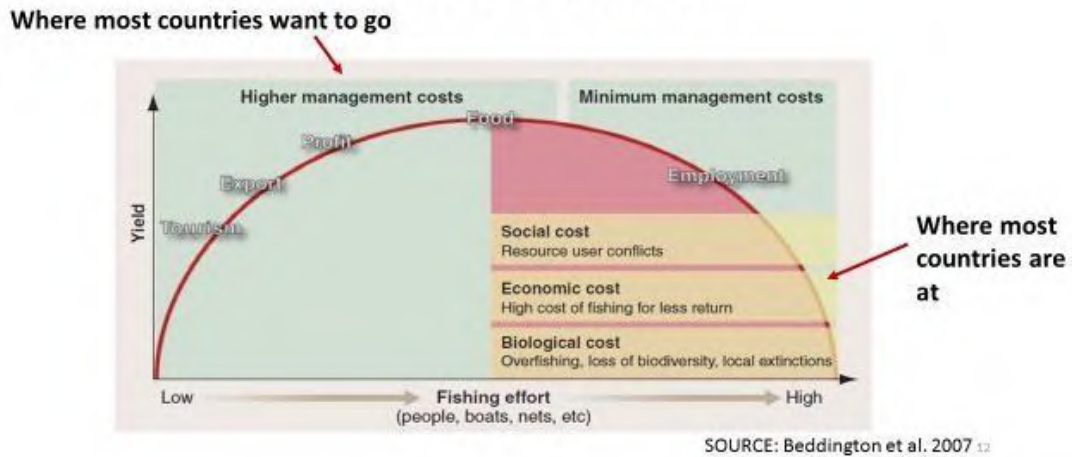 Where most countries want to go
Higher management costs
Minimum management costs
Food
Profit
Export
Tourism
Employment
Yield
Social cost
Resource user conflicts
Economic cost
High cost of fishing for less return
Biological cost
Overfishing, loss of biodiversity, local extinctions
Where most
countries are
at
Low
Fishing effort
High
(people, boats, nets, etc)
SOURCE: Beddington et al. 2007 12